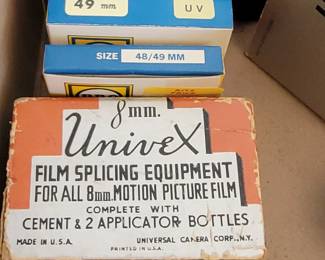 49 mm UV
SIZE 48/49 MM
8mm.
UniveX
FILM SPLICING EQUIPMENT
FOR ALL 8mm. MOTION PICTURE FILM
COMPLETE WITH
CEMENT & 2 APPLICATOR BOTTLES
MADE IN U.S.A. UNIVERSAL CAMERA CORP., N.Y.
PRINTED IN U.S.A.